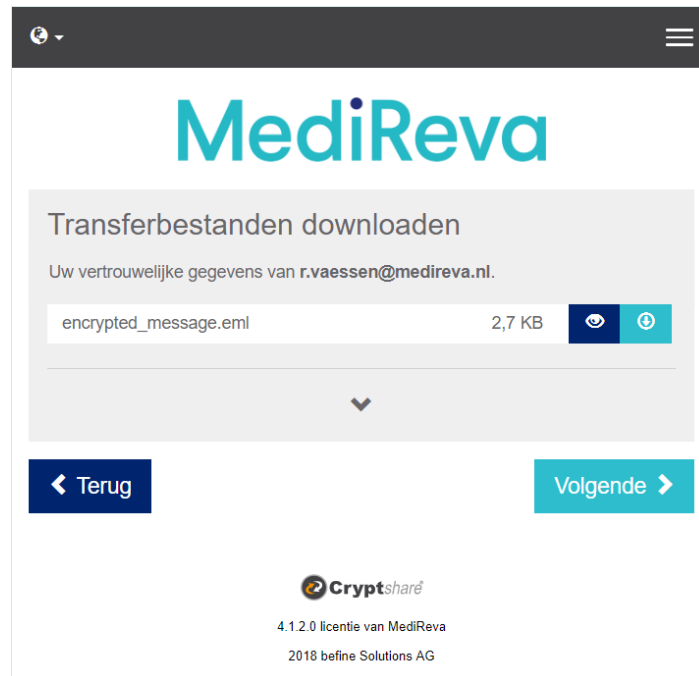 MediReva
Transferbestanden downloaden
Uw vertrouwelijke gegevens van r.vaessen@medireva.nl.
encrypted_message.eml 2,7 KB
Terug Volgende
Cryptshare
4.1.2.0 licentie van MediReva
2018 befine Solutions AG